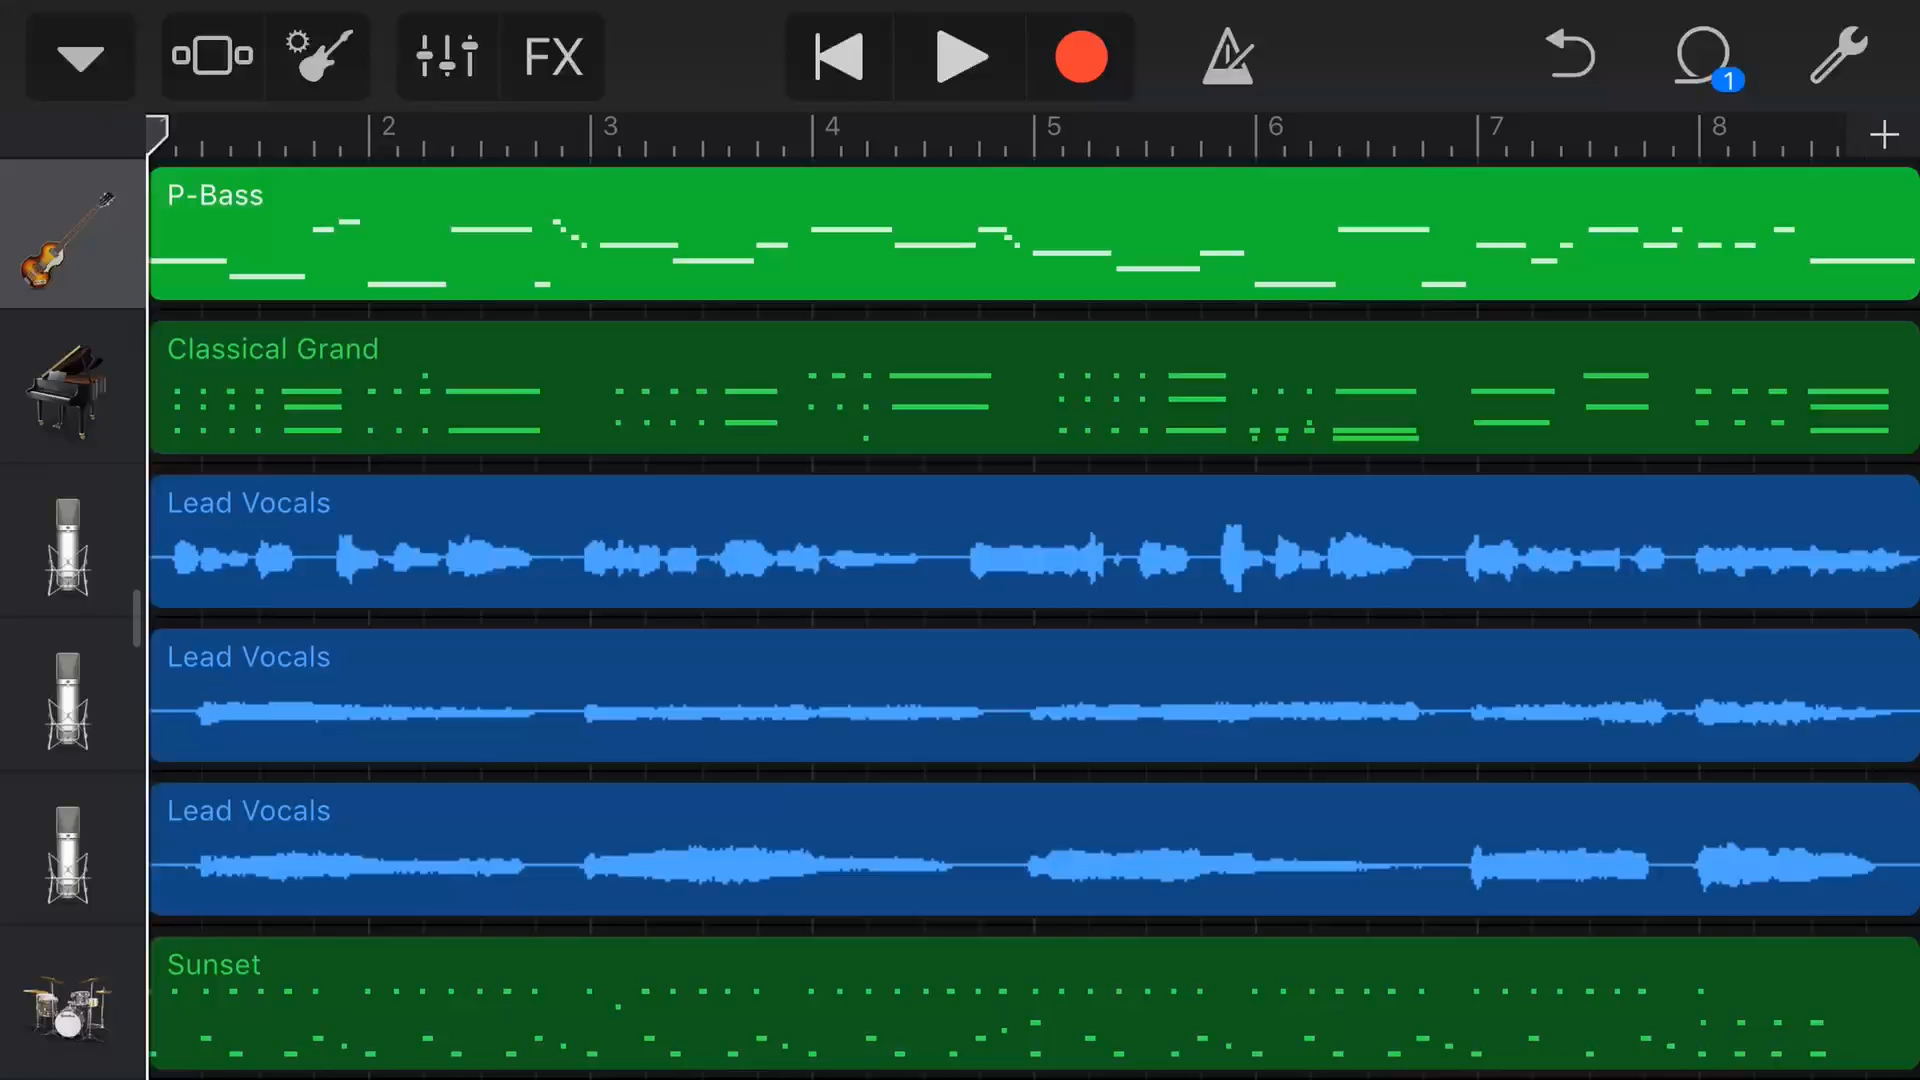 FX
1
2 3 4 5 6 7 8
P-Bass
Classical Grand
Lead Vocals
Lead Vocals
Lead Vocals
Sunset